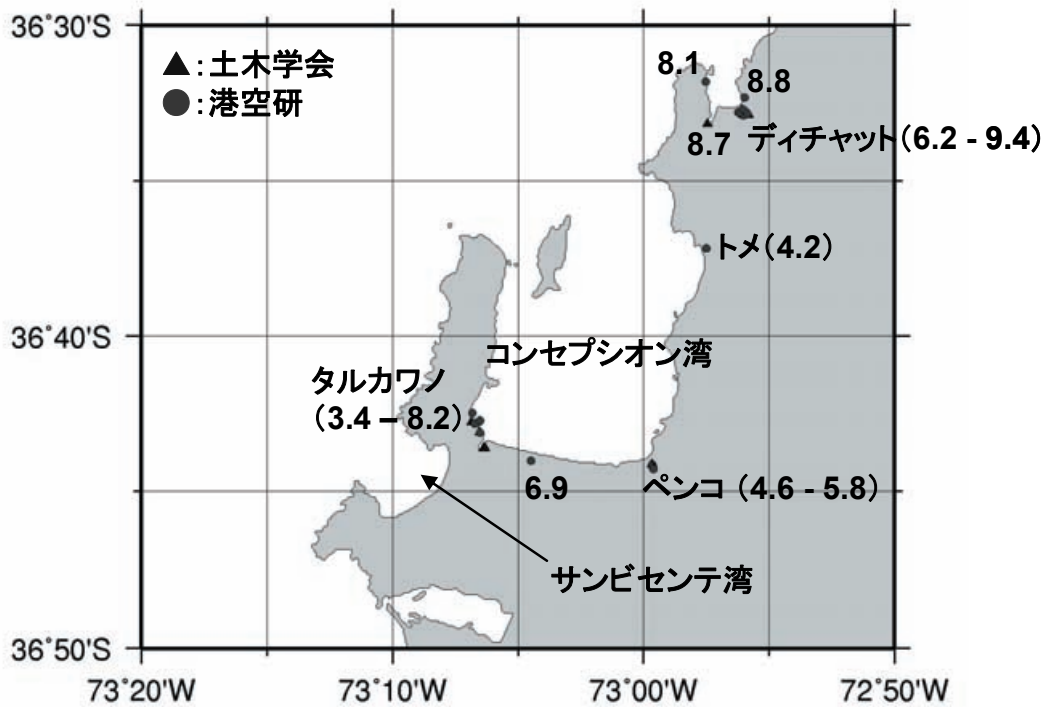 36°30'S
▲:土木学会
●:港空研
8.1
8.8
8.7
ディチャット(6.2 - 9.4)
トメ(4.2)
36°40'S
コンセプシオン湾
タルカワノ
(3.4 – 8.2)
6.9
ペンコ (4.6 - 5.8)
サンビセンテ湾
36°50'S
73°20'W
73°10'W
73°00'W
72°50'W